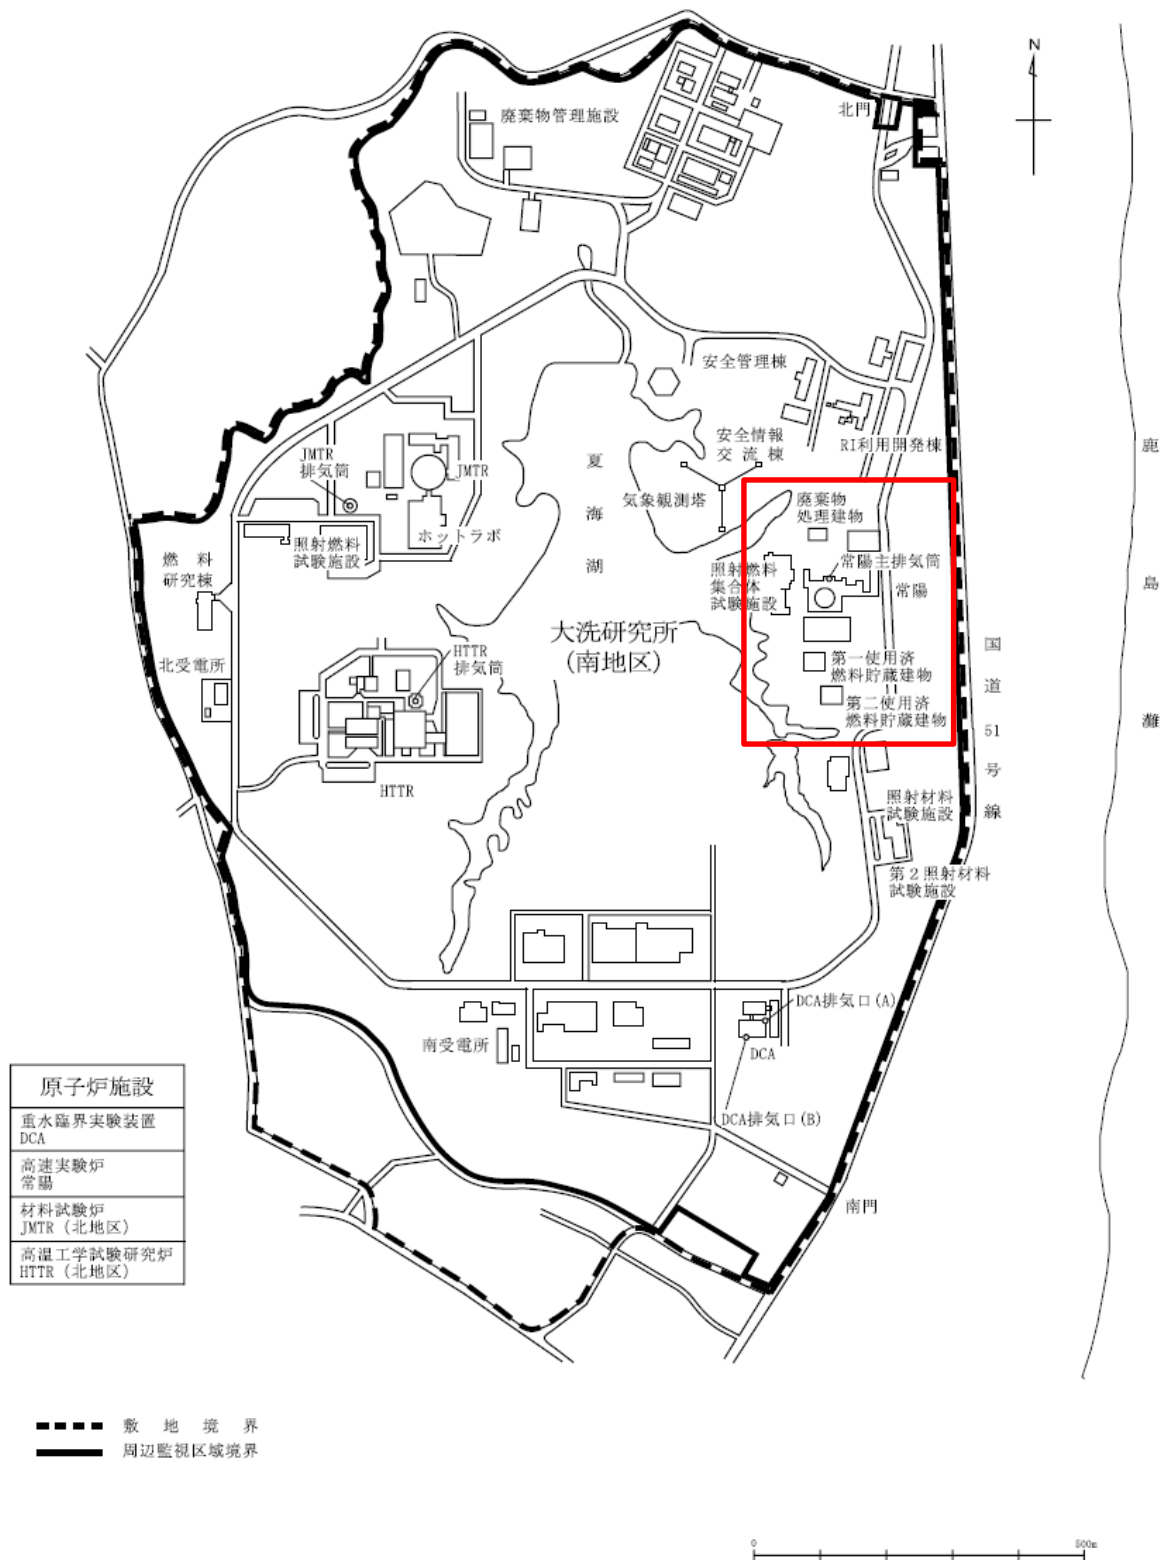 N
北門
廃棄物管理施設
安全管理棟
安全情報
交流棟
RI利用開発棟
気象観測塔
夏海湖
鹿島灘
JMTR
排気筒
JMTR
ホットラボ
照射燃料
試験施設
燃料
研究棟
廃棄物
処理建物
常陽主排気筒
常陽
照射燃料
集合体
試験施設
大洗研究所
(南地区)
第一使用済
燃料貯蔵建物
第二使用済
燃料貯蔵建物
国道51号線
北受電所
HTTR
排気筒
HTTR
照射材料
試験施設
第2照射材料
試験施設
DCA排気口(A)
南受電所
DCA
DCA排気口(B)
南門
原子炉施設
重水臨界実験装置
DCA
高速実験炉
常陽
材料試験炉
JMTR (北地区)
高温工学試験研究炉
HTTR (北地区)
敷地境界
周辺監視区域境界
0 500m